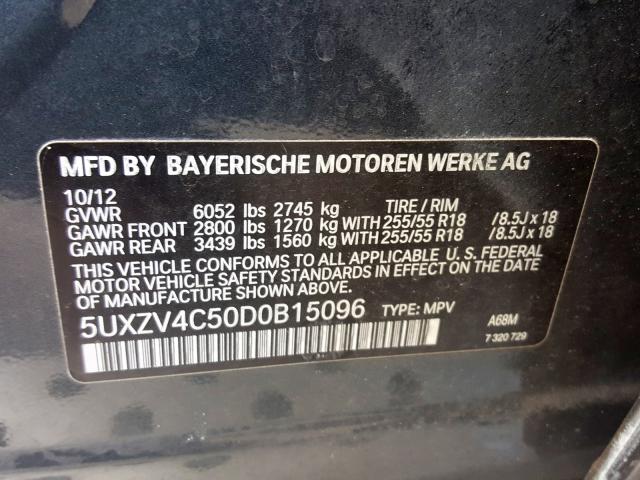 MFD BY BAYERISCHE MOTOREN WERKE AG
10/12
GVWR 6052 lbs 2745 kg TIRE / RIM
GAWR FRONT 2800 lbs 1270 kg WITH 255/55 R18 /8.5J x 18
GAWR REAR 3439 lbs 1560 kg WITH 255/55 R18 /8.5J x 18
THIS VEHICLE CONFORMS TO ALL APPLICABLE U. S. FEDERAL
MOTOR VEHICLE SAFETY STANDARDS IN EFFECT ON THE DATE
OF MANUFACTURE SHOWN ABOVE.
5UXZV4C50D0B15096 TYPE: MPV A68M
7 320 729